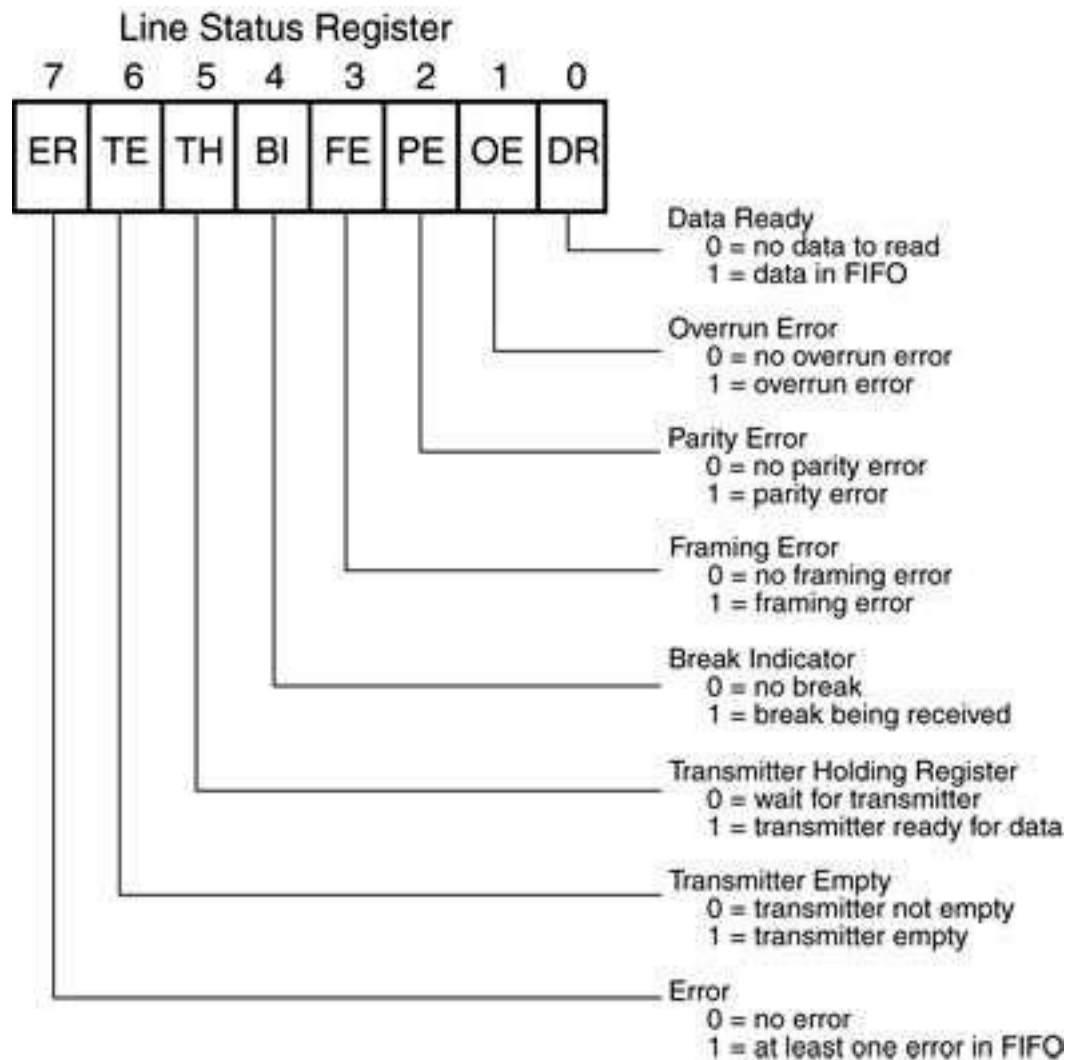 Line Status Register
7 6 5 4 3 2 1 0
ER TE TH BI FE PE OE DR
Data Ready
0 = no data to read
1 = data in FIFO
Overrun Error
0 = no overrun error
1 = overrun error
Parity Error
0 = no parity error
1 = parity error
Framing Error
0 = no framing error
1 = framing error
Break Indicator
0 = no break
1 = break being received
Transmitter Holding Register
0 = wait for transmitter
1 = transmitter ready for data
Transmitter Empty
0 = transmitter not empty
1 = transmitter empty
Error
0 = no error
1 = at least one error in FIFO